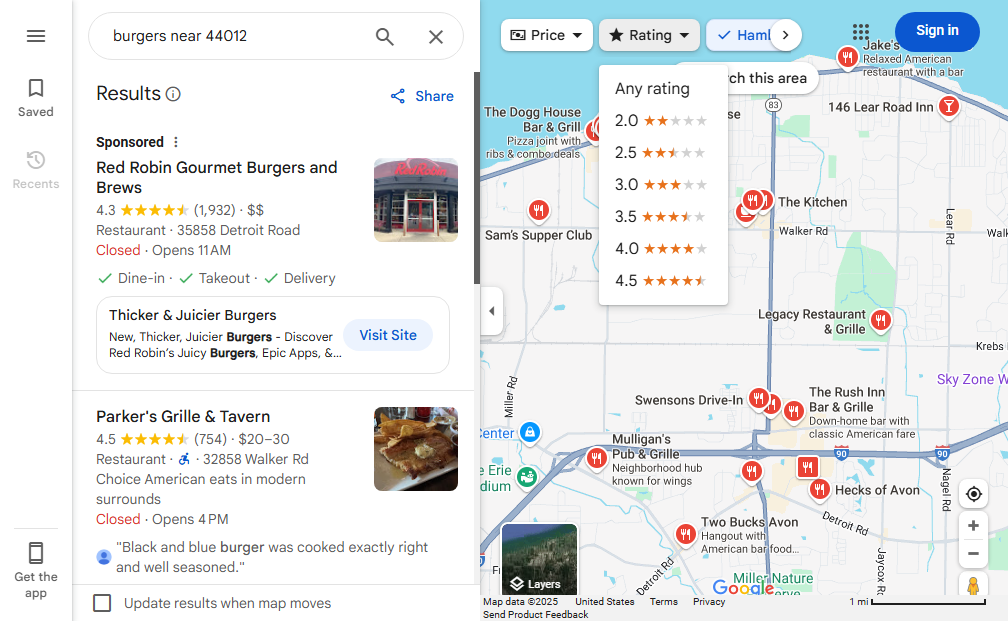 burgers near 44012
Saved
Recents
Get the
app
Results
Share
Sponsored
Red Robin Gourmet Burgers and
Brews
4.3 (1,932) · $$
Restaurant · 35858 Detroit Road
Closed · Opens 11 AM
Dine-in · Takeout · Delivery
Thicker & Juicier Burgers
New, Thicker, Juicier Burgers - Discover
Red Robin's Juicy Burgers, Epic Apps, &...
Visit Site
Parker's Grille & Tavern
4.5 (754) · $20–30
Restaurant · 32858 Walker Rd
Choice American eats in modern
surrounds
Closed · Opens 4 PM
"Black and blue burger was cooked exactly right
and well seasoned."
Update results when map moves
Price
Rating
Haml
Sign in
Any rating
2.0
2.5
3.0
3.5
4.0
4.5
rch this area
Jake's
Relaxed American
restaurant with a bar
The Dogg House
Bar & Grill
Pizza joint with
ribs & combo deals
se
83
146 Lear Road Inn
The Kitchen
Sam's Supper Club
Walker Rd
Walk
Lear Rd
Legacy Restaurant
& Grille
Krebs
Sky Zone W
Miller Rd
Swensons Drive-In
The Rush Inn
Bar & Grille
Down-home bar with
classic American fare
Center
Mulligan's
Pub & Grille
Neighborhood hub
known for wings
90
90
e Erie
dium
Nagel Rd
Hecks of Avon
Detroit Rd
Two Bucks Avon
Hangout with
American bar food...
Detroit Rd
Jaycox Rd
Fr
Layers
Miller Nature
Preserve
Google
Map data ©2025 United States Terms Privacy 1 mi
Send Product Feedback